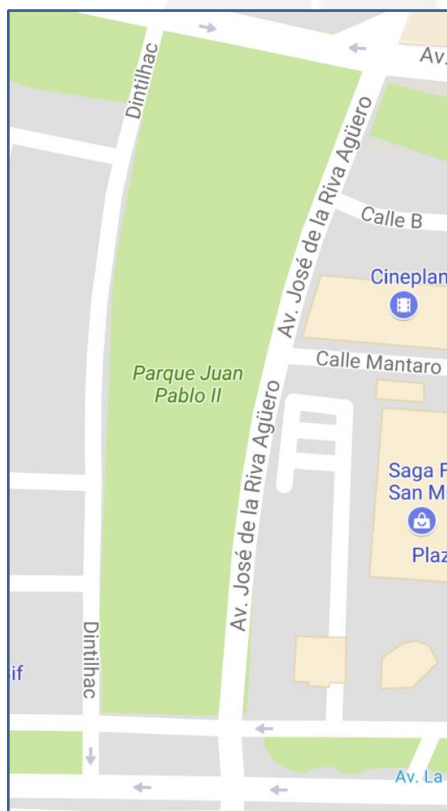 Av.
Dintilhac
Av. José de la Riva Agüero
Calle B
Cineplan
Calle Mantaro
Parque Juan
Pablo II
Av. José de la Riva Agüero
Saga F
San M
Plaz
Dintilhac
sif
Av. La